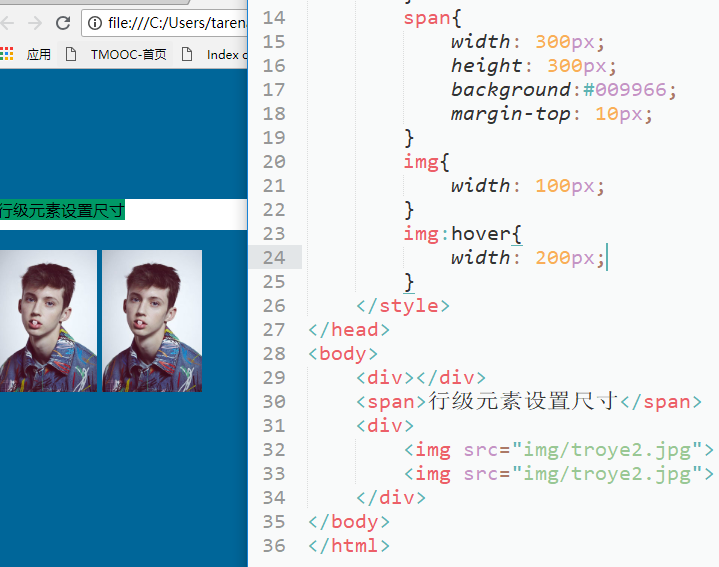 file:///C:/Users/tarena
应用 TMOOC-首页 Index o
行级元素设置尺寸
14 span{
15 width: 300px;
16 height: 300px;
17 background:#009966;
18 margin-top: 10px;
19 }
20 img{
21 width: 100px;
22 }
23 img:hover{
24 width: 200px;
25 }
26 </style>
27 </head>
28 <body>
29 <div></div>
30 <span>行级元素设置尺寸</span>
31 <div>
32 <img src="img/troye2.jpg">
33 <img src="img/troye2.jpg">
34 </div>
35 </body>
36 </html>